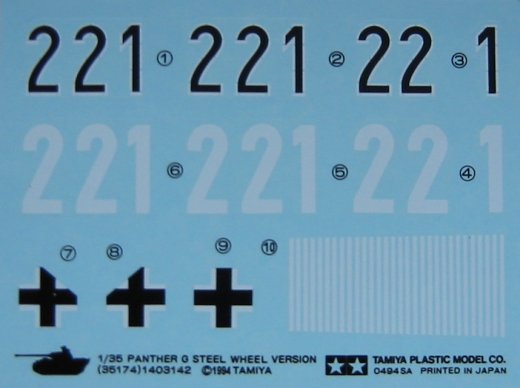 221 ① 221 ② 22 ③ 1
221 ⑥ 221 ⑤ 22 ④ 1
⑦ ⑧ ⑨ ⑩
1/35 PANTHER G STEEL WHEEL VERSION
(35174)1403142 ©1994 TAMIYA
TAMIYA PLASTIC MODEL CO.
0494SA PRINTED IN JAPAN